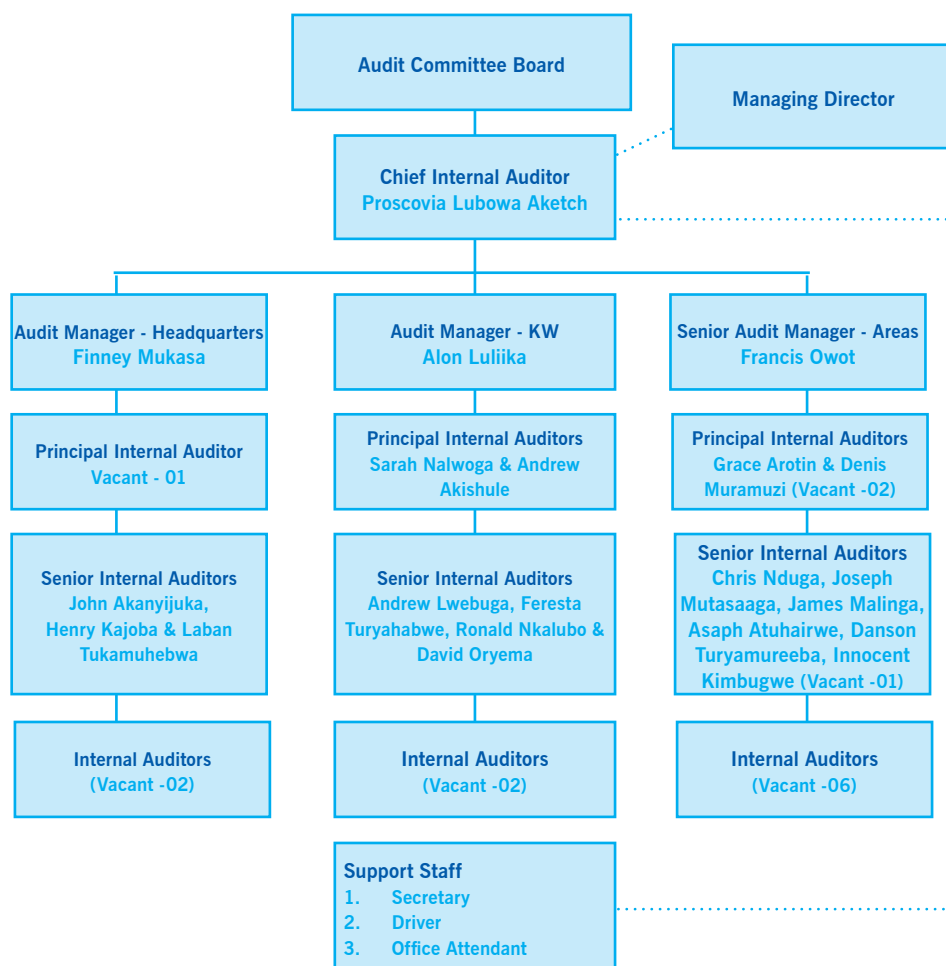 Audit Committee Board
Managing Director
Chief Internal Auditor
Proscovia Lubowa Aketch
Audit Manager - Headquarters
Finney Mukasa
Audit Manager - KW
Alon Luliika
Senior Audit Manager - Areas
Francis Owot
Principal Internal Auditor
Vacant - 01
Principal Internal Auditors
Sarah Nalwoga & Andrew
Akishule
Principal Internal Auditors
Grace Arotin & Denis
Muramuzi (Vacant -02)
Senior Internal Auditors
John Akanyijuka,
Henry Kajoba & Laban
Tukamuhebwa
Senior Internal Auditors
Andrew Lwebuga, Feresta
Turyahabwe, Ronald Nkalubo &
David Oryema
Senior Internal Auditors
Chris Nduga, Joseph
Mutasaaga, James Malinga,
Asaph Atuhairwe, Danson
Turyamureeba, Innocent
Kimbugwe (Vacant -01)
Internal Auditors
(Vacant -02)
Internal Auditors
(Vacant -02)
Internal Auditors
(Vacant -06)
Support Staff
1. Secretary
2. Driver
3. Office Attendant